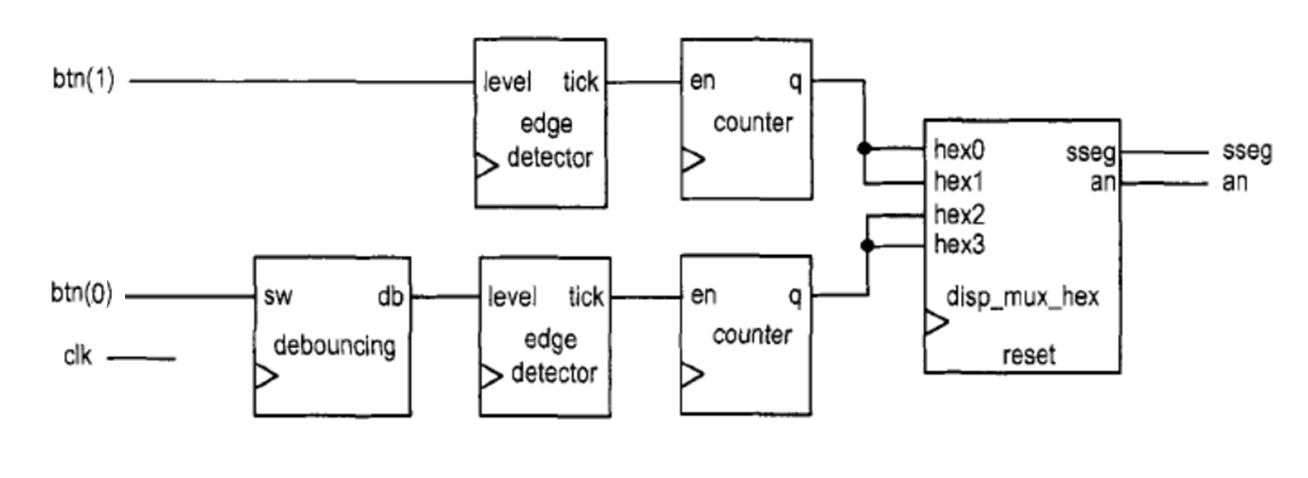 btn(1)
level tick
edge
detector
en q
counter
hex0
hex1
hex2
hex3
sseg
an
disp_mux_hex
reset
sseg
an
btn(0)
clk
sw db
debouncing
level tick
edge
detector
en q
counter